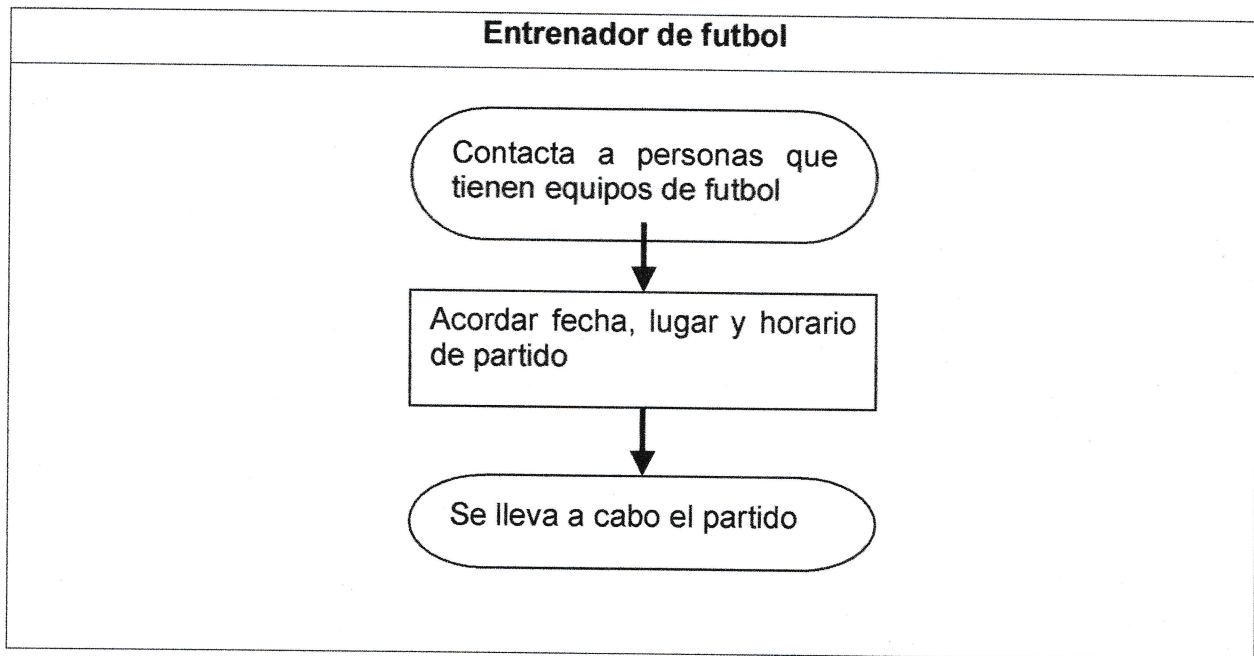 Entrenador de futbol
Contacta a personas que
tienen equipos de futbol
Acordar fecha, lugar y horario
de partido
Se lleva a cabo el partido